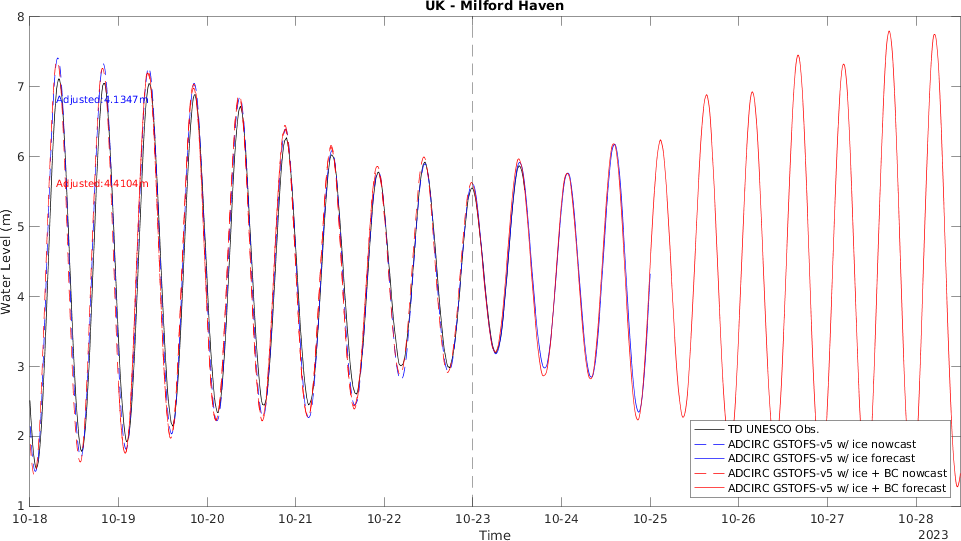 UK - Milford Haven
8
7
6
5
4
3
2
1
Water Level (m)
Adjusted:4.1347m
Adjusted:4.4104m
TD UNESCO Obs.
ADCIRC GSTOFS-v5 w/ ice nowcast
ADCIRC GSTOFS-v5 w/ ice forecast
ADCIRC GSTOFS-v5 w/ ice + BC nowcast
ADCIRC GSTOFS-v5 w/ ice + BC forecast
10-18 10-19 10-20 10-21 10-22 10-23 10-24 10-25 10-26 10-27 10-28
Time
2023